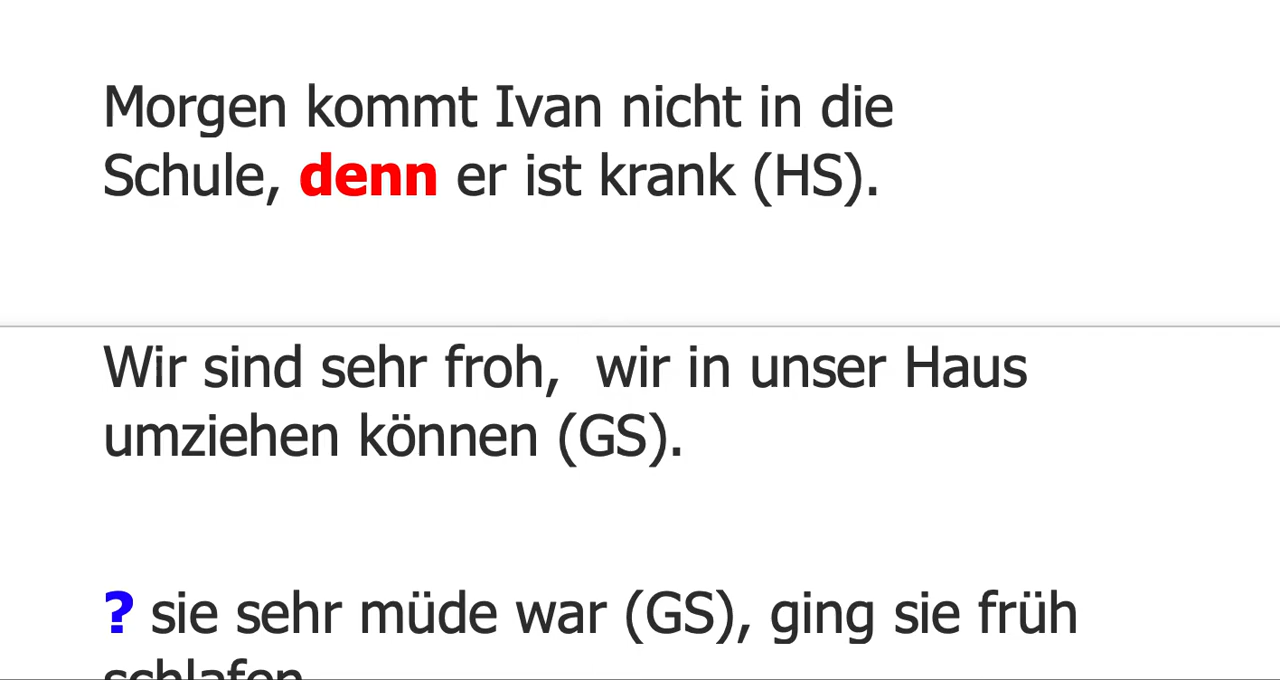 Morgen kommt Ivan nicht in die
Schule, denn er ist krank (HS).
Wir sind sehr froh,  wir in unser Haus
umziehen können (GS).
? sie sehr müde war (GS), ging sie früh
schlafen